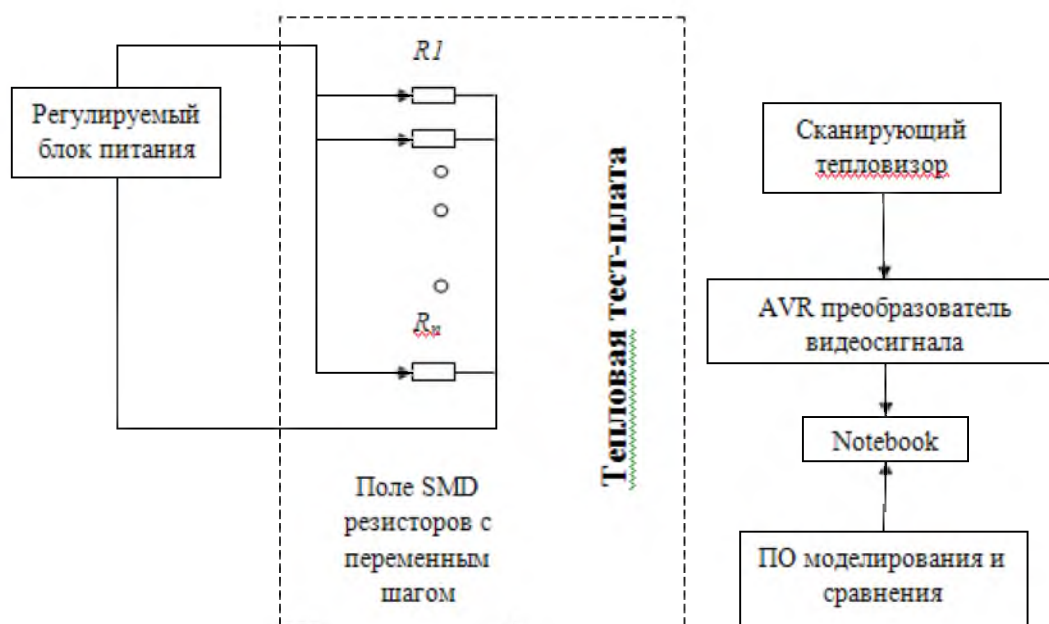 R1
Регулируемый
блок питания
Rн
Поле SMD
резисторов с
переменным
шагом
Тепловая тест-плата
Сканирующий
тепловизор
AVR преобразователь
видеосигнала
Notebook
ПО моделирования и
сравнения